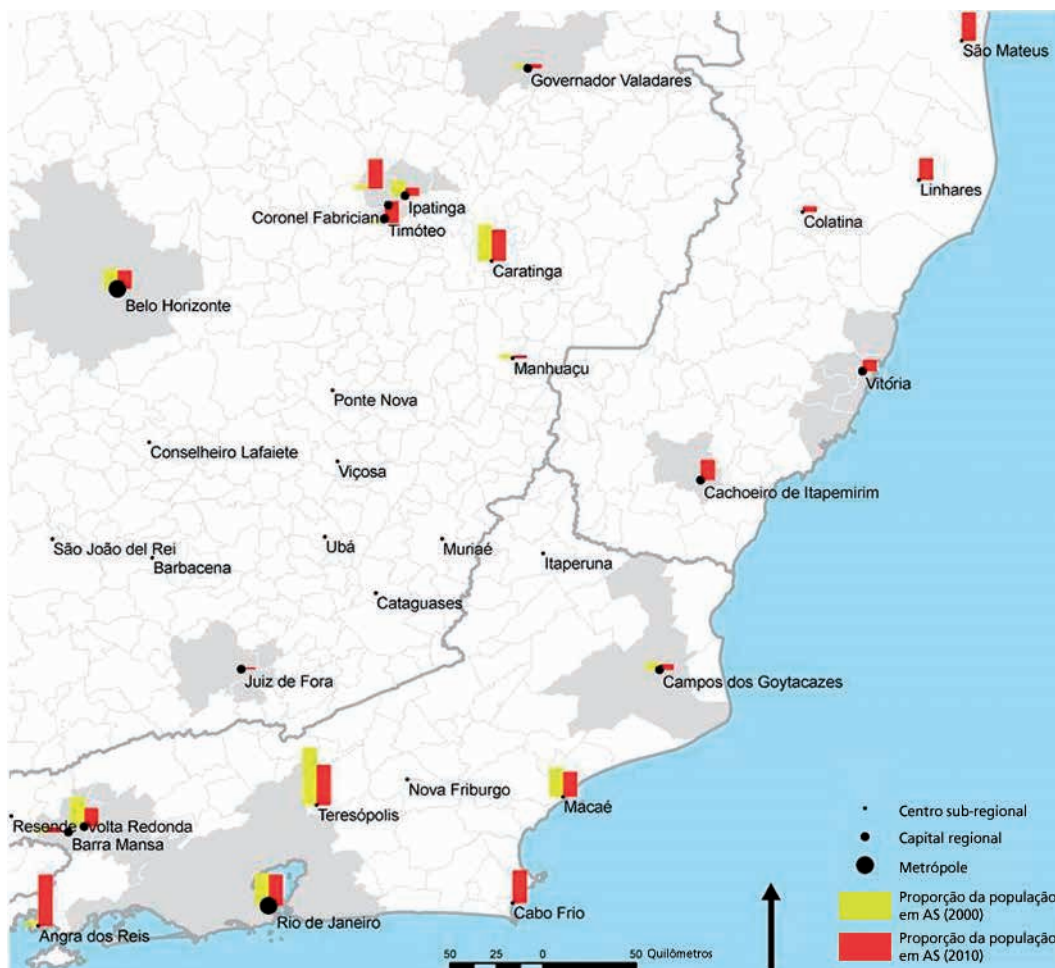 São Mateus
Governador Valadares
Linhares
Ipatinga
Colatina
Coronel Fabriciano
Timóteo
Caratinga
Belo Horizonte
Manhuaçu
Vitória
Ponte Nova
Conselheiro Lafaiete
Viçosa
Cachoeiro de Itapemirim
São João del Rei
Ubá
Muriaé
Itaperuna
Barbacena
Cataguases
Juiz de Fora
Campos dos Goytacazes
Nova Friburgo
Teresópolis
Macaé
Resende
Volta Redonda
Barra Mansa
Rio de Janeiro
Cabo Frio
Angra dos Reis
Centro sub-regional
Capital regional
Metrópole
Proporção da população
em AS (2000)
Proporção da população
em AS (2010)
50 25 0 50 Quilômetros